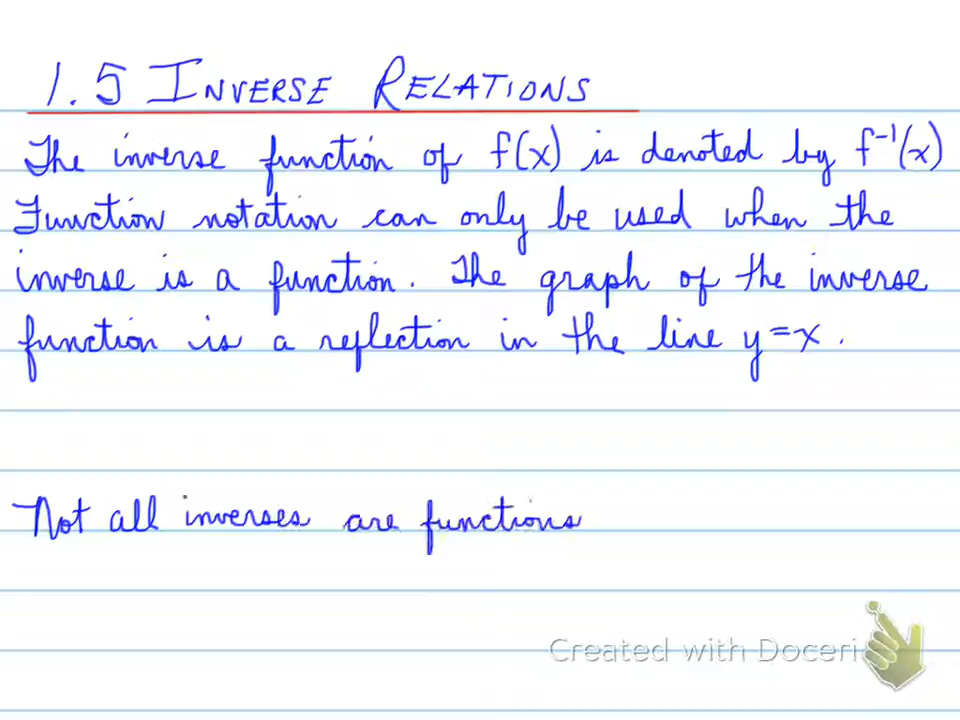 1.5 INVERSE RELATIONS
The inverse function of f(x) is denoted by f⁻¹(x)
Function notation can only be used when the
inverse is a function. The graph of the inverse
function is a reflection in the line y=x.
Not all inverses are functions
Created with Doceri